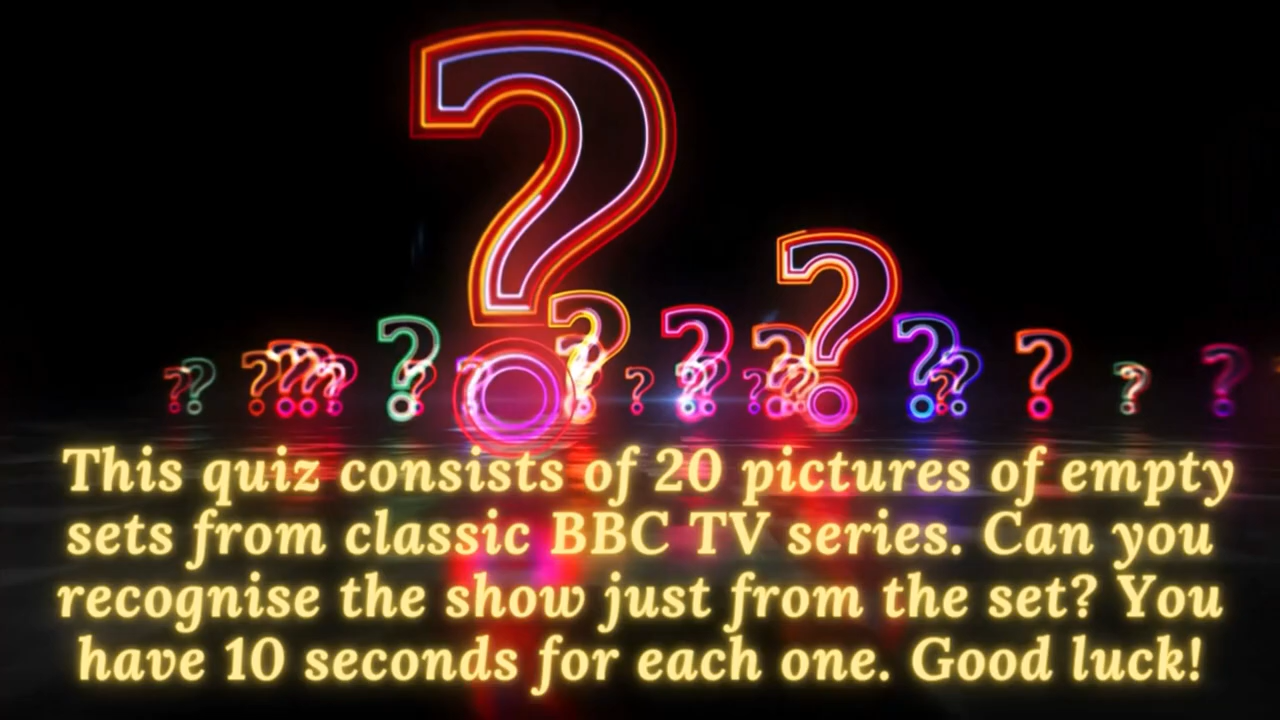 This quiz consists of 20 pictures of empty
sets from classic BBC TV series. Can you
recognise the show just from the set? You
have 10 seconds for each one. Good luck!